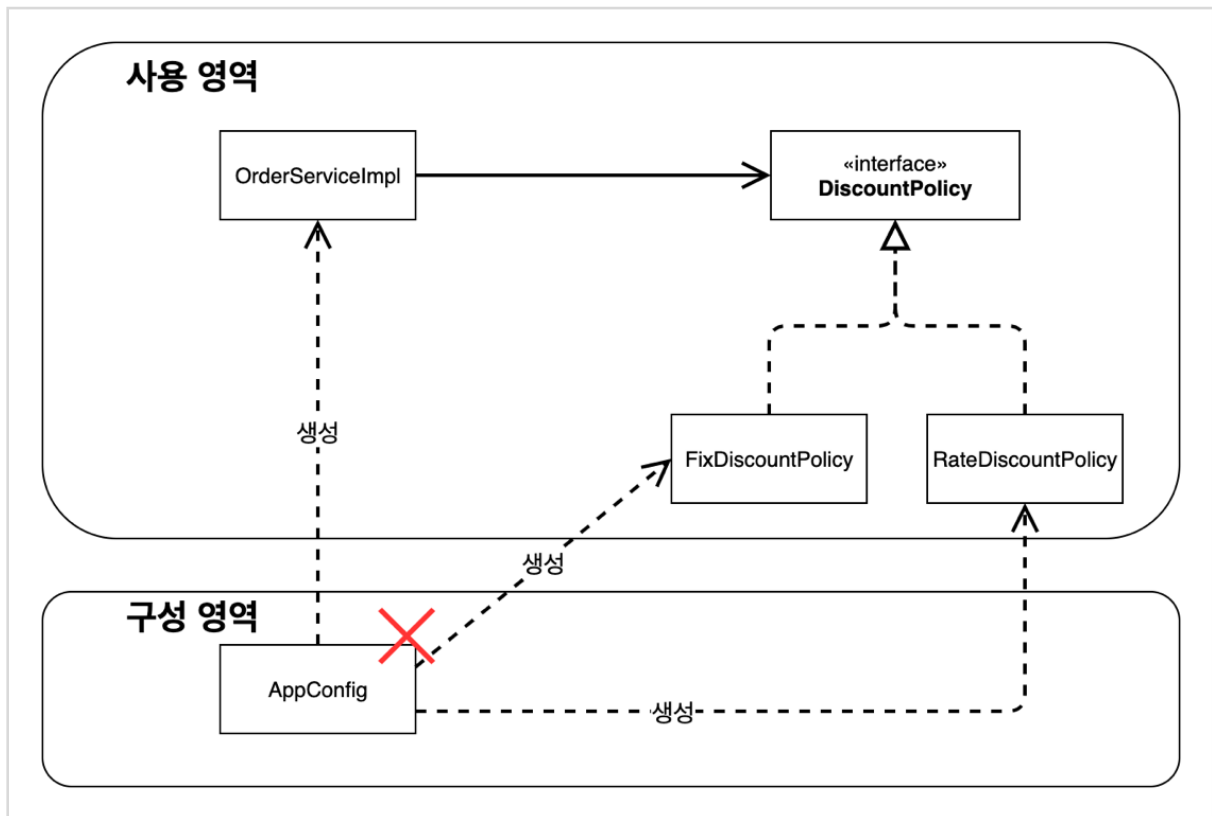 사용 영역
OrderServiceImpl
«interface»
DiscountPolicy
생성
FixDiscountPolicy
RateDiscountPolicy
생성
구성 영역
AppConfig
생성